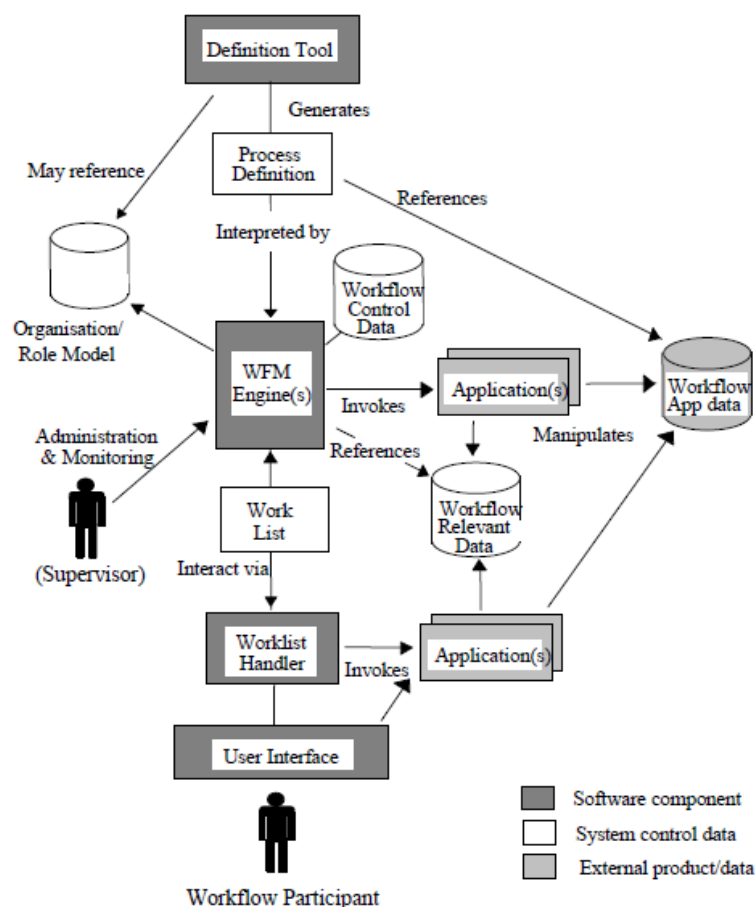 Definition Tool
Generates
Process
Definition
May reference
References
Interpreted by
Workflow
Control
Data
Organisation/
Role Model
WFM
Engine(s)
Invokes
Application(s)
Workflow
App data
Manipulates
Administration
& Monitoring
References
Work
List
Workflow
Relevant
Data
(Supervisor)
Interact via
Worklist
Handler
Invokes
Application(s)
User Interface
Software component
System control data
External product/data
Workflow Participant